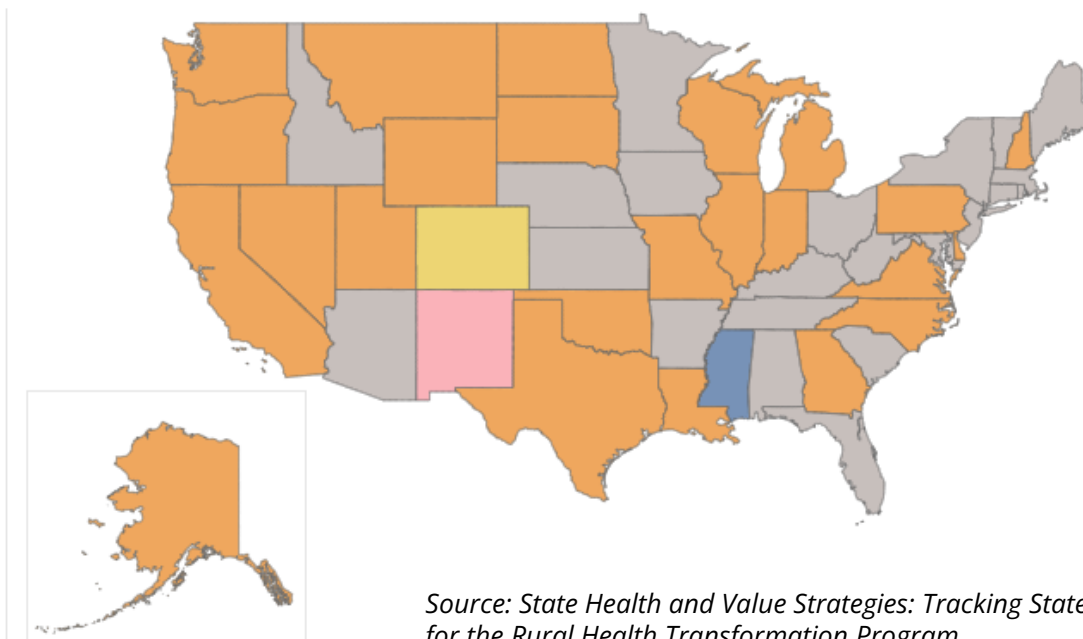 Source: State Health and Value Strategies: Tracking State
for the Rural Health Transformation Program